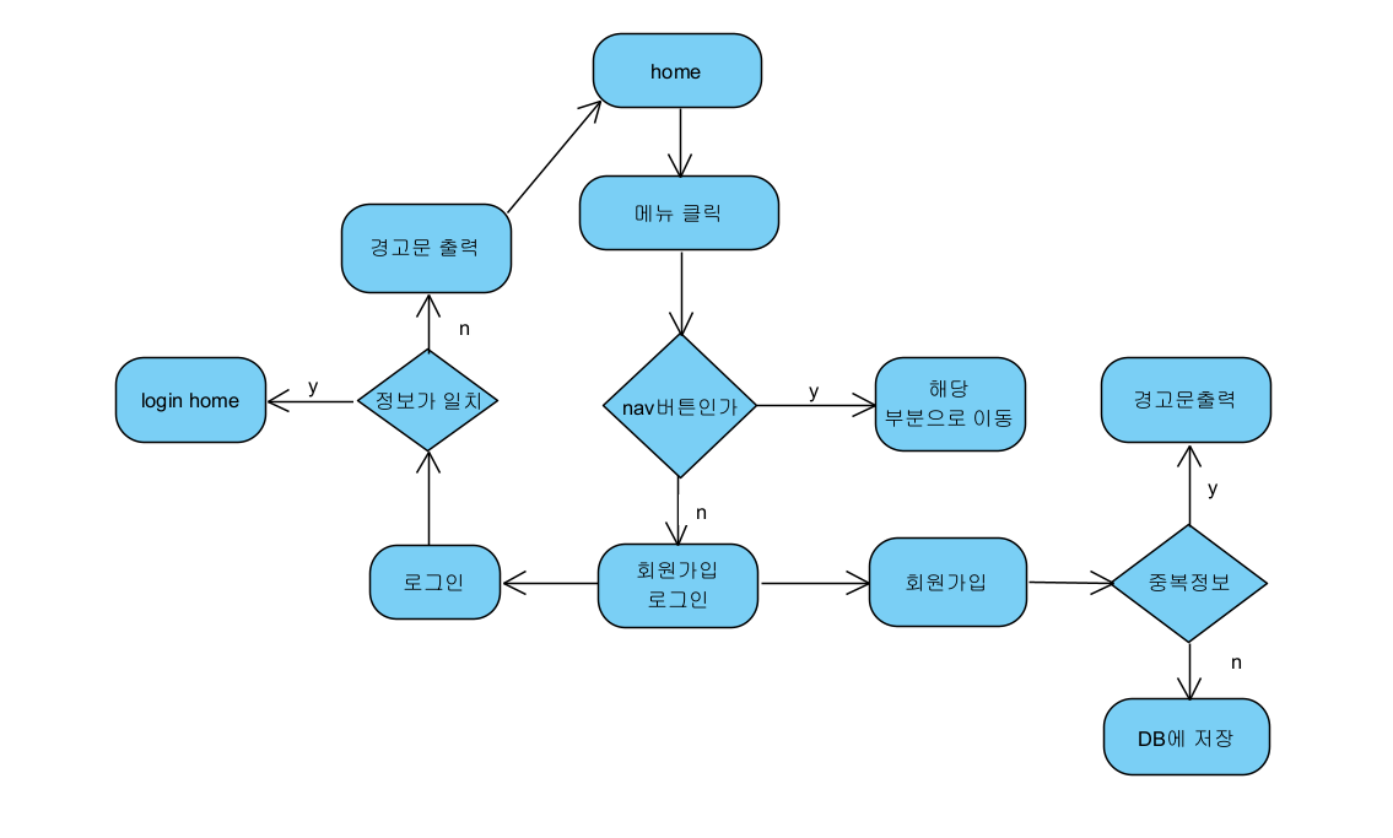 home
메뉴 클릭
경고문 출력
n
login home
y
정보가 일치
nav버튼인가
y
해당
부분으로 이동
경고문출력
y
n
로그인
회원가입
로그인
회원가입
중복정보
n
DB에 저장